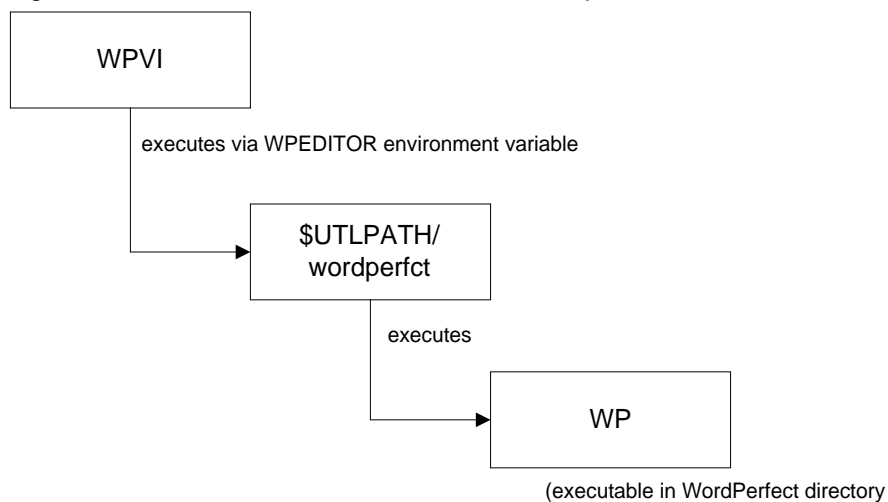 WPVI
executes via WPEDITOR environment variable
$UTLPATH/
wordperfct
executes
WP
(executable in WordPerfect directory